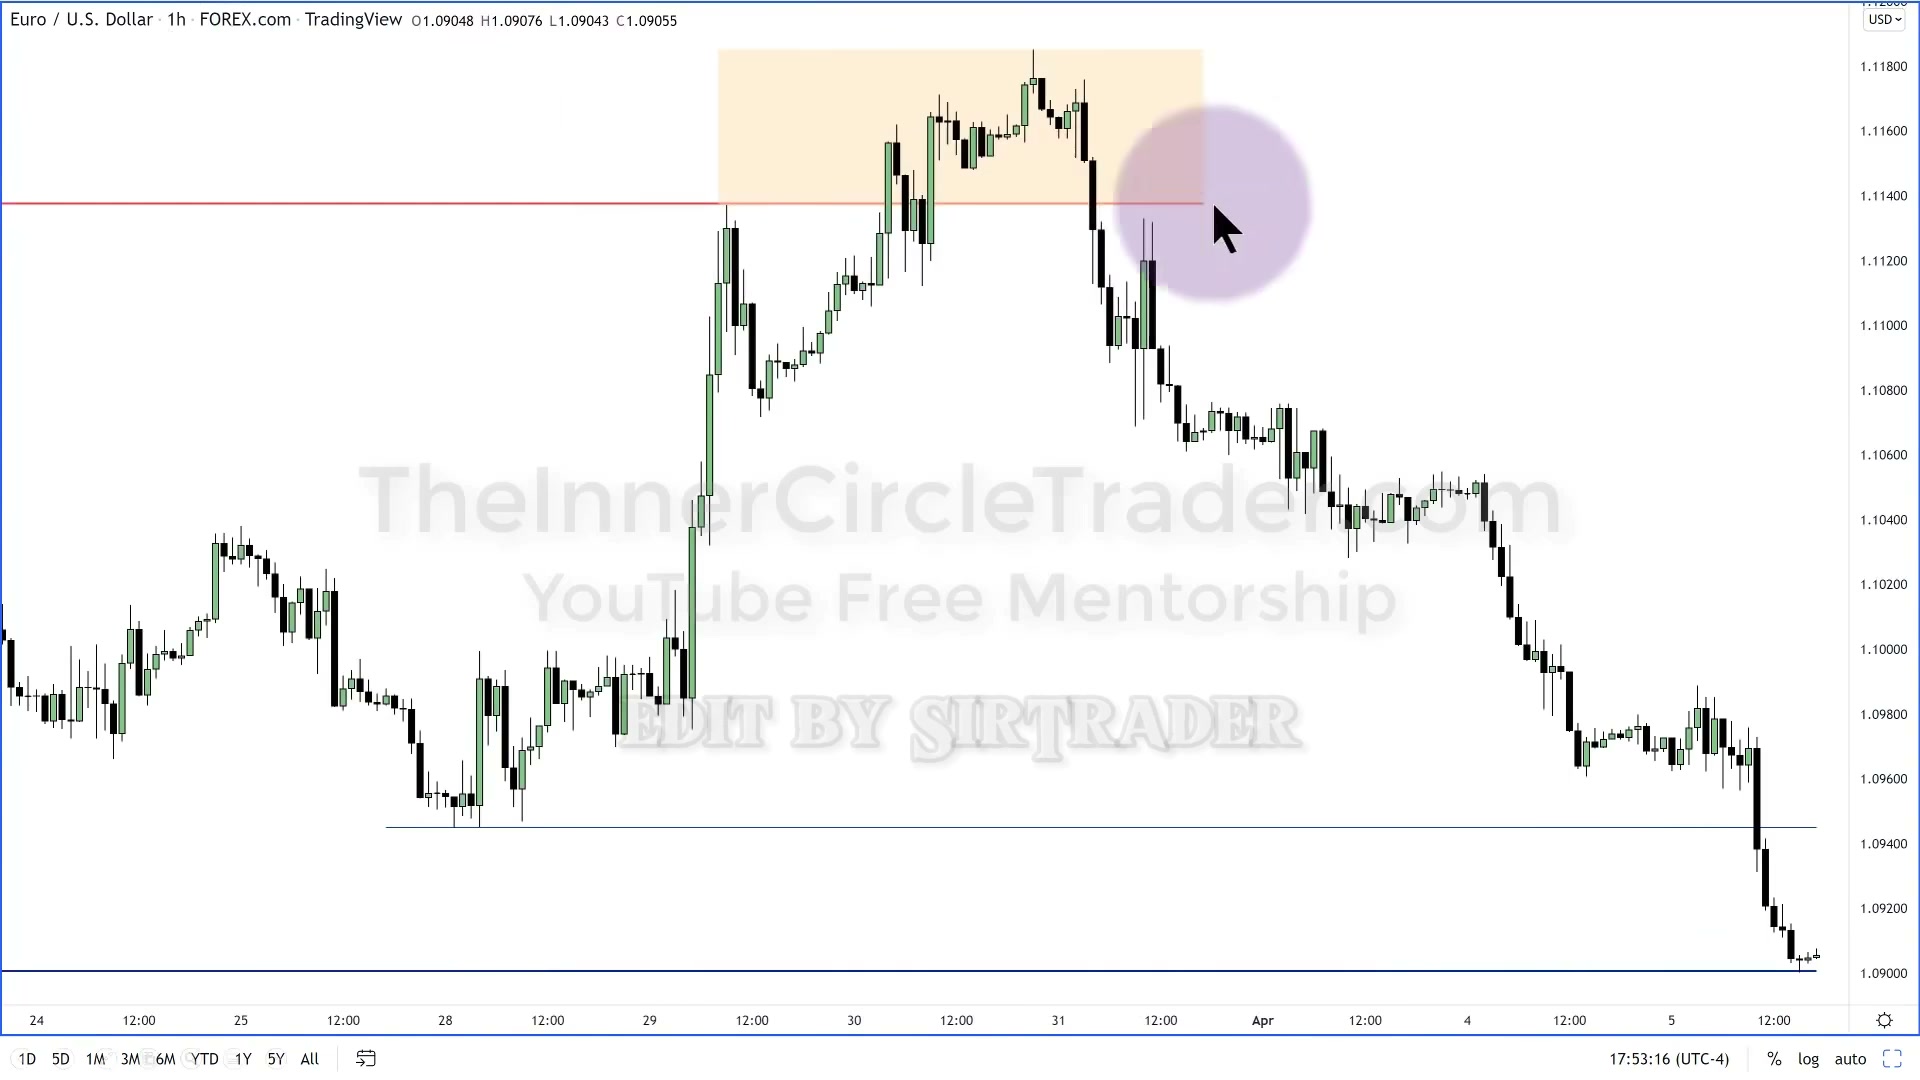 Euro / U.S. Dollar · 1h · FOREX.com · TradingView O1.09048 H1.09076 L1.09043 C1.09055
USD
1.11800
1.11600
1.11400
1.11200
1.11000
1.10800
1.10600
1.10400
1.10200
1.10000
1.09800
1.09600
1.09400
1.09200
1.09000
TheInnerCircleTrader.com
YouTube Free Mentorship
EDIT BY SIRTRADER
24 12:00 25 12:00 28 12:00 29 12:00 30 12:00 31 12:00 Apr 12:00 4 12:00 5 12:00
1D 5D 1M 3M 6M YTD 1Y 5Y All 17:53:16 (UTC-4) % log auto